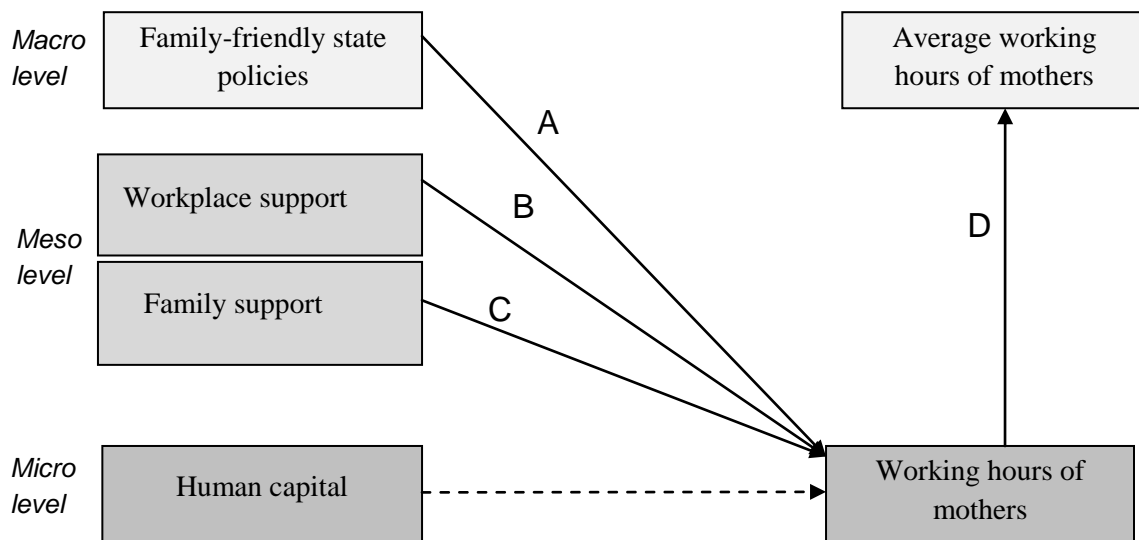 Macro
level
Family-friendly state
policies
Average working
hours of mothers
A
Meso
level
Workplace support
B
D
Family support
C
Micro
level
Human capital
Working hours of
mothers